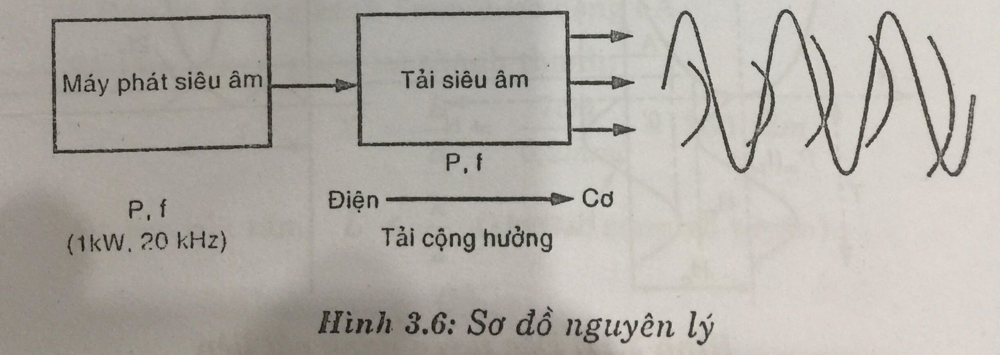 Máy phát siêu âm
Tải siêu âm
P, f
Điện
Cơ
P, f
(1kW, 20 kHz)
Tải cộng hưởng
Hình 3.6: Sơ đồ nguyên lý